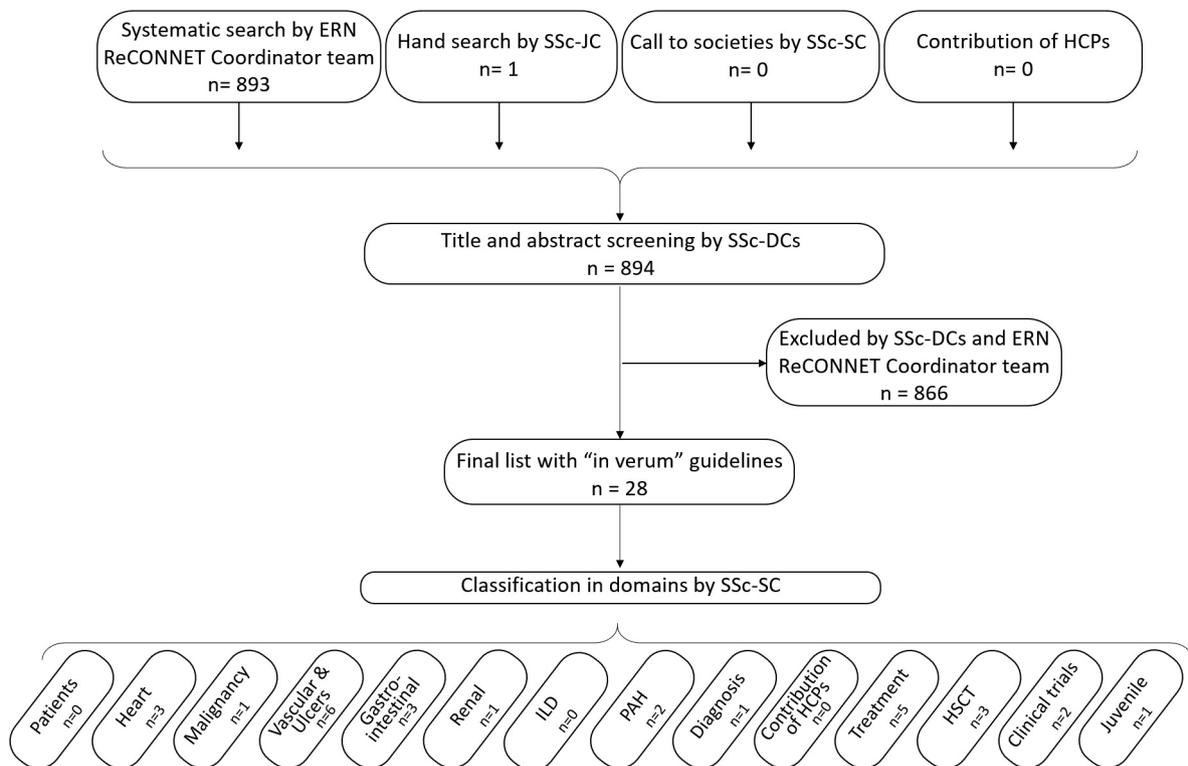 Systematic search by ERN
ReCONNET Coordinator team
n= 893
Hand search by SSc-JC
n= 1
Call to societies by SSc-SC
n= 0
Contribution of HCPs
n= 0
Title and abstract screening by SSc-DCs
n = 894
Excluded by SSc-DCs and ERN
ReCONNET Coordinator team
n = 866
Final list with “in verum” guidelines
n = 28
Classification in domains by SSc-SC
Patients
n=0
Heart
n=3
Malignancy
n=1
Vascular &
Ulcers
n=6
Gastro-
intestinal
n=3
Renal
n=1
ILD
n=0
PAH
n=2
Diagnosis
n=1
Contribution
of HCPs
n=0
Treatment
n=5
HSCT
n=3
Clinical trials
n=2
Juvenile
n=1